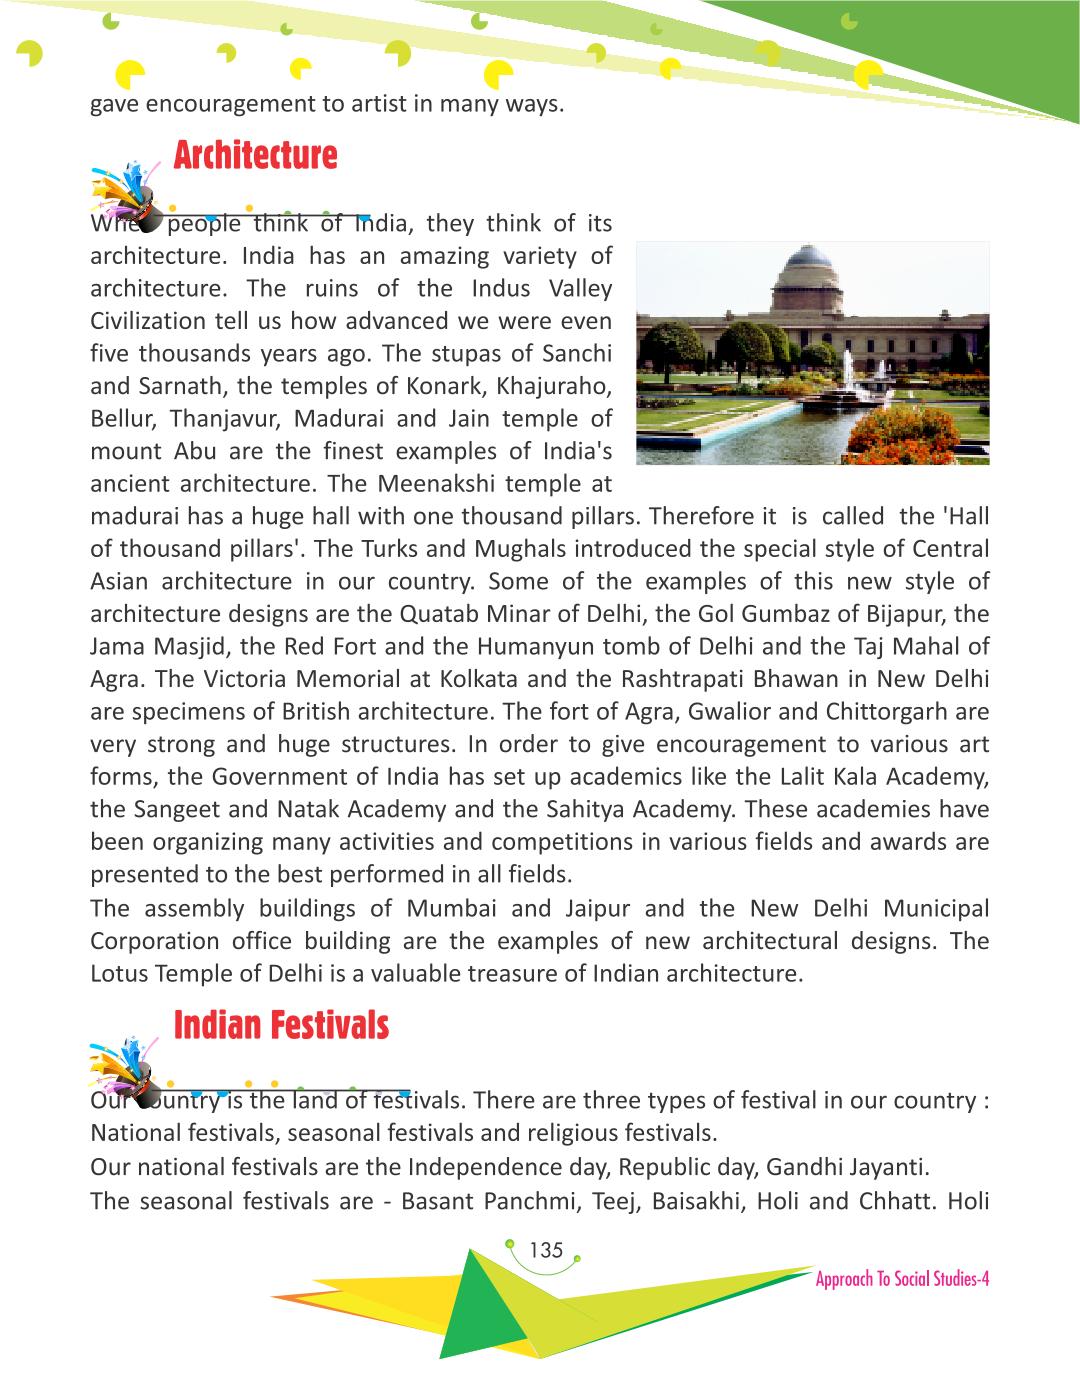 gave encouragement to artist in many ways.
Architecture
When people think of India, they think of its
architecture. India has an amazing variety of
architecture. The ruins of the Indus Valley
Civilization tell us how advanced we were even
five thousands years ago. The stupas of Sanchi
and Sarnath, the temples of Konark, Khajuraho,
Bellur, Thanjavur, Madurai and Jain temple of
mount Abu are the finest examples of India's
ancient architecture. The Meenakshi temple at
madurai has a huge hall with one thousand pillars. Therefore it is called the 'Hall
of thousand pillars'. The Turks and Mughals introduced the special style of Central
Asian architecture in our country. Some of the examples of this new style of
architecture designs are the Quatab Minar of Delhi, the Gol Gumbaz of Bijapur, the
Jama Masjid, the Red Fort and the Humanyun tomb of Delhi and the Taj Mahal of
Agra. The Victoria Memorial at Kolkata and the Rashtrapati Bhawan in New Delhi
are specimens of British architecture. The fort of Agra, Gwalior and Chittorgarh are
very strong and huge structures. In order to give encouragement to various art
forms, the Government of India has set up academics like the Lalit Kala Academy,
the Sangeet and Natak Academy and the Sahitya Academy. These academies have
been organizing many activities and competitions in various fields and awards are
presented to the best performed in all fields.
The assembly buildings of Mumbai and Jaipur and the New Delhi Municipal
Corporation office building are the examples of new architectural designs. The
Lotus Temple of Delhi is a valuable treasure of Indian architecture.
Indian Festivals
Our country is the land of festivals. There are three types of festival in our country :
National festivals, seasonal festivals and religious festivals.
Our national festivals are the Independence day, Republic day, Gandhi Jayanti.
The seasonal festivals are - Basant Panchmi, Teej, Baisakhi, Holi and Chhatt. Holi
135
Approach To Social Studies-4